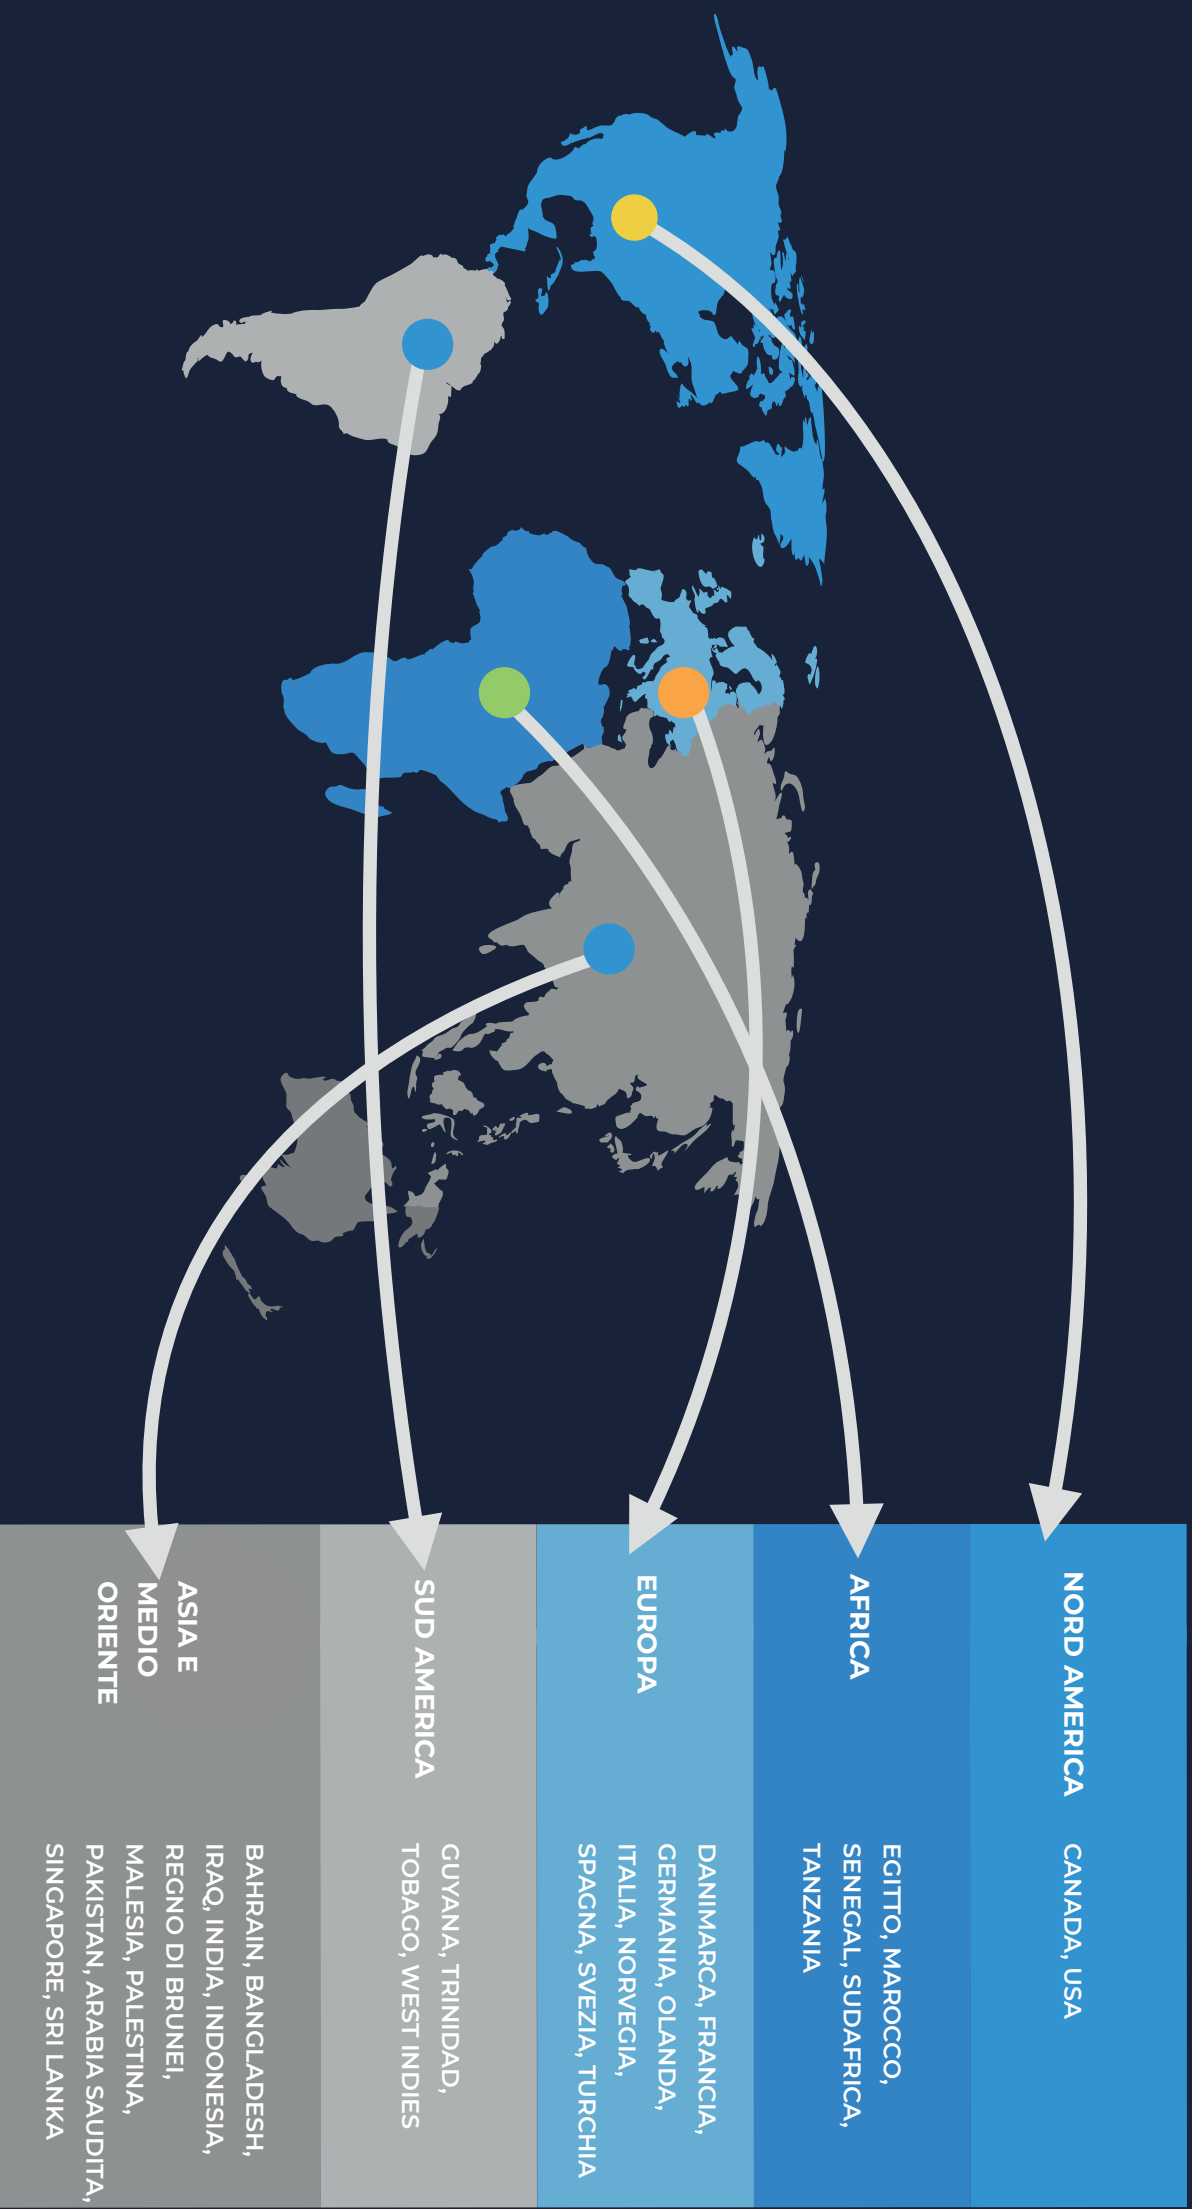 NORD AMERICA
CANADA, USA
AFRICA
EGITTO, MAROCCO,
SENEGAL, SUDAFRICA,
TANZANIA
EUROPA
DANIMARCA, FRANCIA,
GERMANIA, OLANDA,
ITALIA, NORVEGIA,
SPAGNA, SVEZIA, TURCHIA
SUD AMERICA
GUYANA, TRINIDAD,
TOBAGO, WEST INDIES
ASIA E
MEDIO
ORIENTE
BAHRAIN, BANGLADESH,
IRAQ, INDIA, INDONESIA,
REGNO DI BRUNEI,
MALESIA, PALESTINA,
PAKISTAN, ARABIA SAUDITA,
SINGAPORE, SRI LANKA